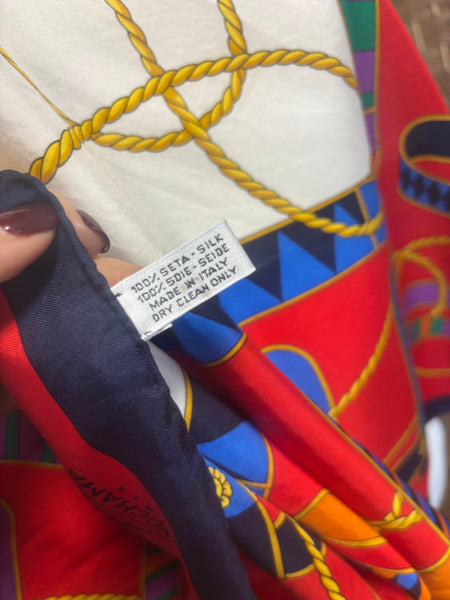 100% SETA - SILK
100% SOIE - SEIDE
MADE IN ITALY
DRY CLEAN ONLY